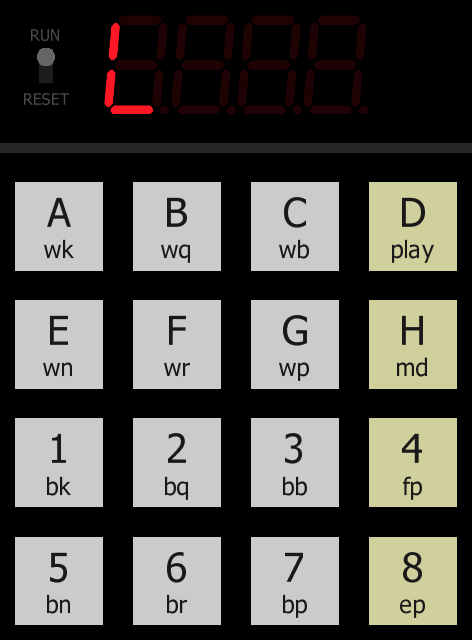 RUN
RESET
L
A B C D
wk wq wb play
E F G H
wn wr wp md
1 2 3 4
bk bq bb fp
5 6 7 8
bn br bp ep